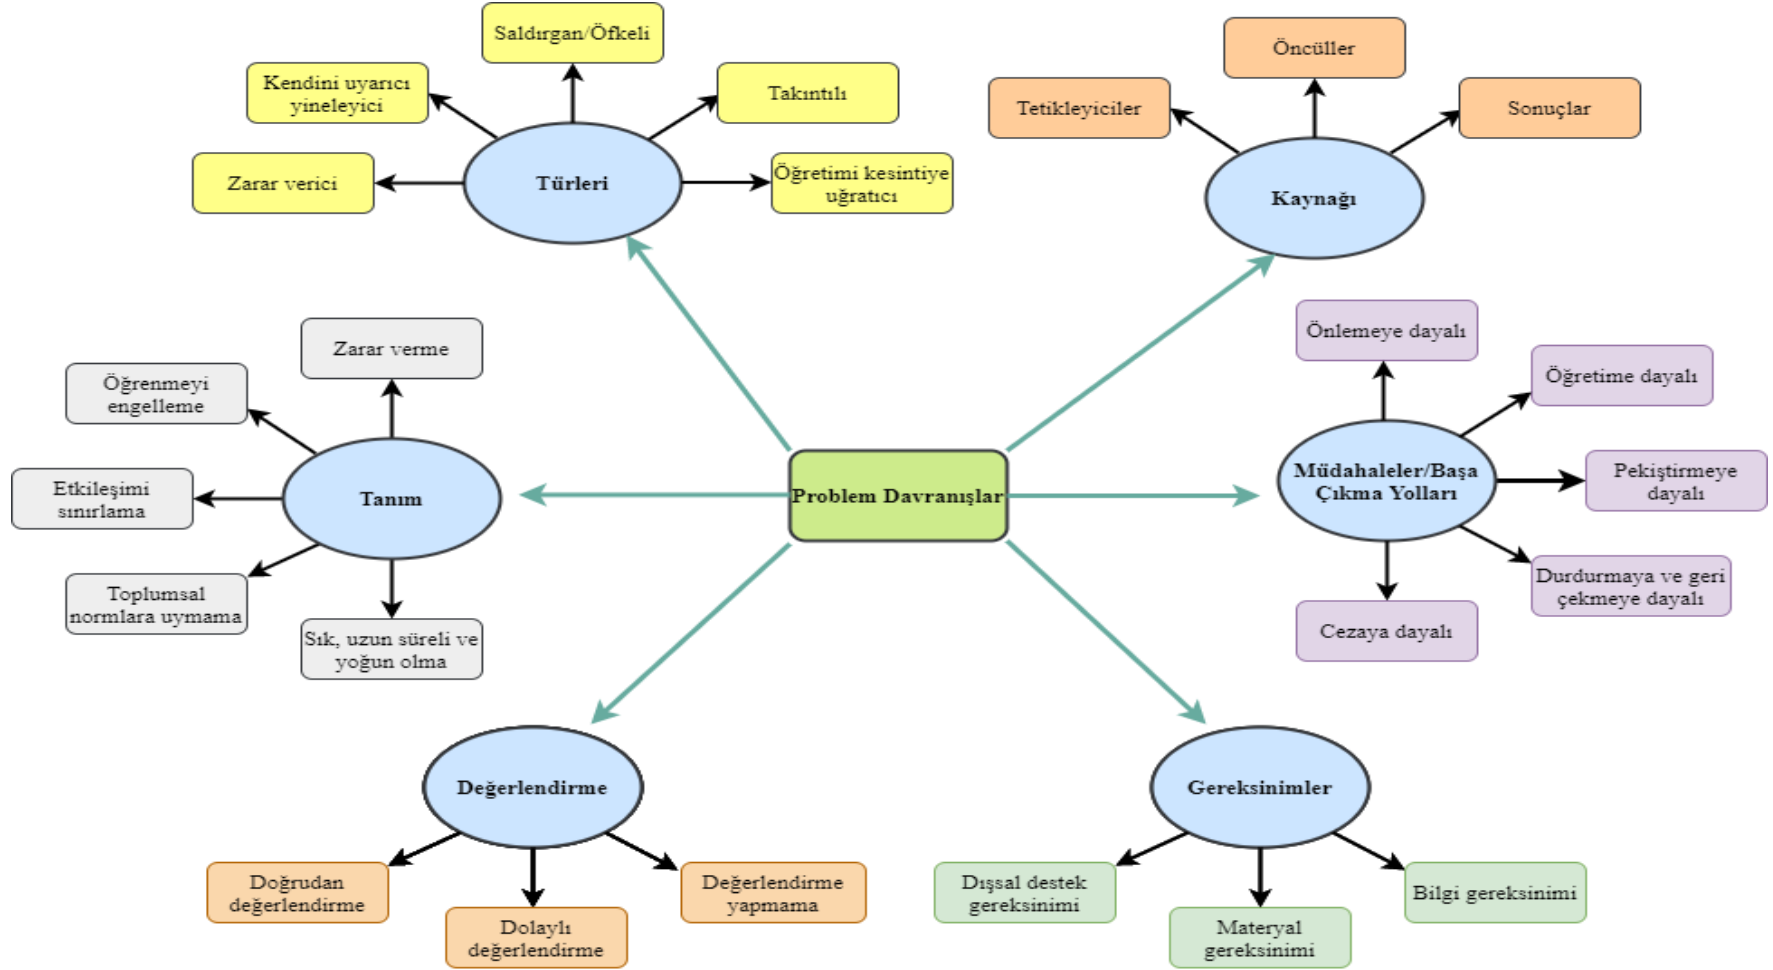 Saldırgan/Öfkeli
Kendini uyarıcı
yineleyici
Takıntılı
Zarar verici
Türleri
Öğretimi kesintiye
uğratıcı
Öncüller
Tetikleyiciler
Sonuçlar
Kaynağı
Zarar verme
Öğrenmeyi
engelleme
Etkileşimi
sınırlama
Tanım
Toplumsal
normlara uymama
Sık, uzun süreli ve
yoğun olma
Problem Davranışlar
Önlemeye dayalı
Öğretime dayalı
Müdahaleler/Başa
Çıkma Yolları
Pekiştirmeye
dayalı
Durdurmaya ve geri
çekmeye dayalı
Cezaya dayalı
Değerlendirme
Doğrudan
değerlendirme
Dolaylı
değerlendirme
Değerlendirme
yapmama
Gereksinimler
Dışsal destek
gereksinimi
Materyal
gereksinimi
Bilgi gereksinimi